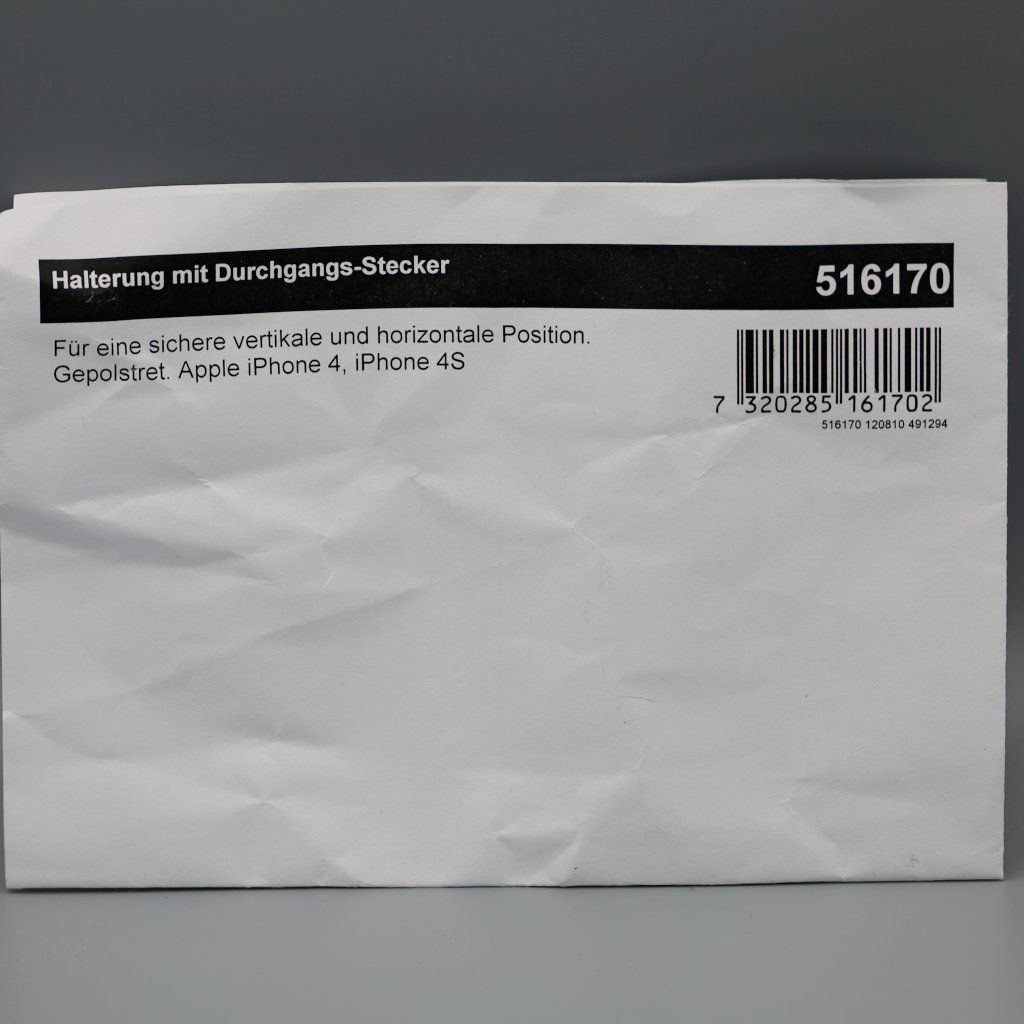 Halterung mit Durchgangs-Stecker
516170
Für eine sichere vertikale und horizontale Position.
Gepolstret. Apple iPhone 4, iPhone 4S
7 320285 161702
516170 120810 491294